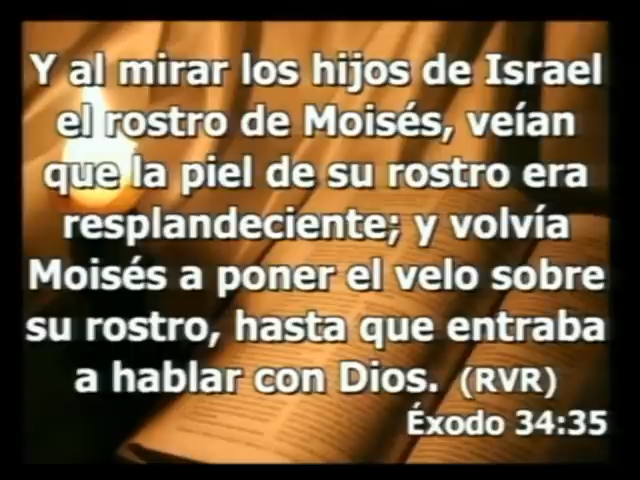 Y al mirar los hijos de Israel
el rostro de Moisés, veían
que la piel de su rostro era
resplandeciente; y volvía
Moisés a poner el velo sobre
su rostro, hasta que entraba
a hablar con Dios. (RVR)
Éxodo 34:35